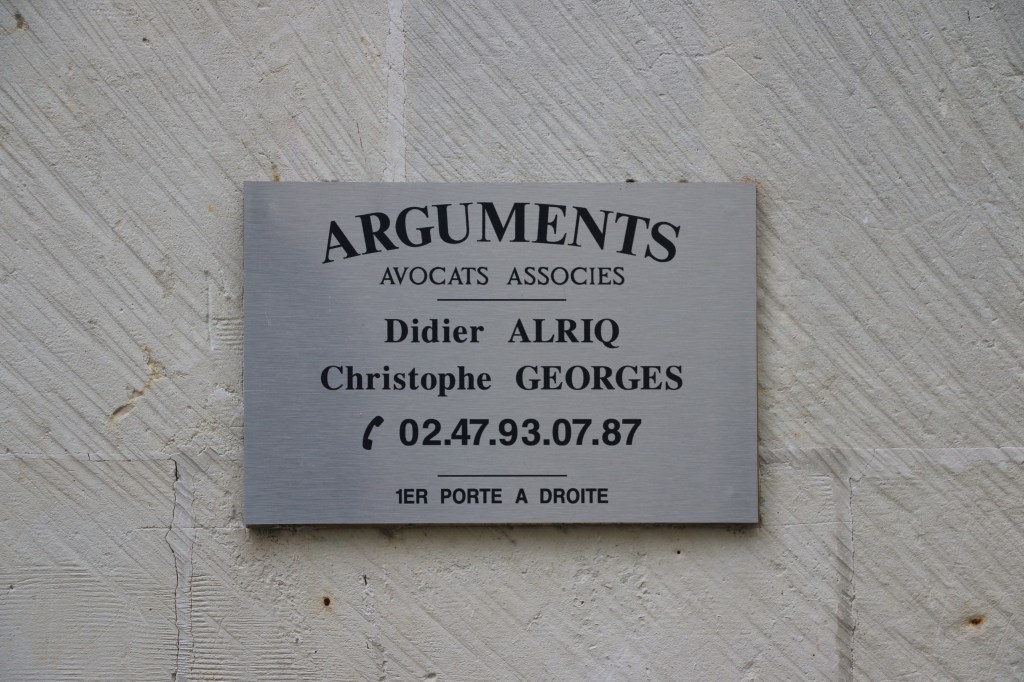 ARGUMENTS
AVOCATS ASSOCIES
Didier ALRIQ
Christophe GEORGES
02.47.93.07.87
1ER PORTE A DROITE